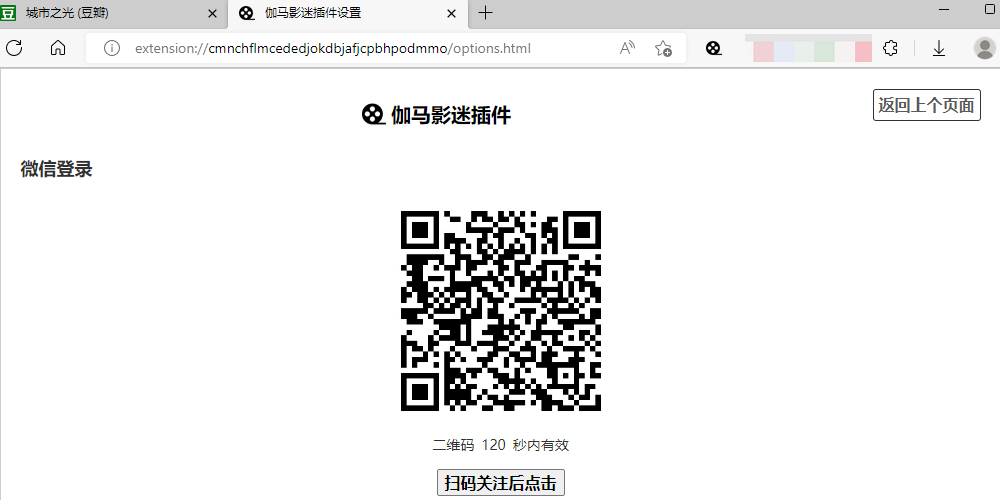 豆 城市之光 (豆瓣)
伽马影迷插件设置
extension://cmnchflmcededjokdbjafjcpbhpodmmo/options.html
伽马影迷插件
返回上个页面
微信登录
二维码 120 秒内有效
扫码关注后点击